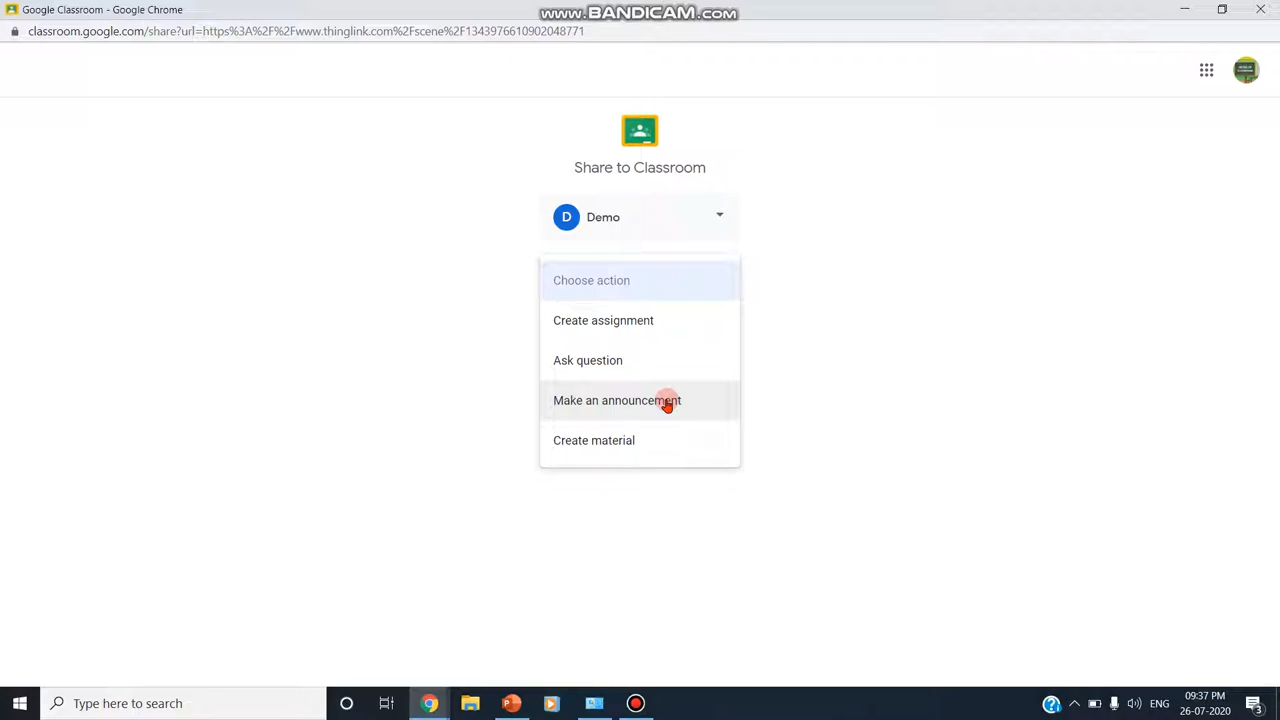 Google Classroom - Google Chrome
www.BANDICAM.com
classroom.google.com/share?url=https%3A%2F%2Fwww.thinglink.com%2Fscene%2F1343976610902048771
Share to Classroom
D Demo
Choose action
Create assignment
Ask question
Make an announcement
Create material
Type here to search
ENG
09:37 PM
26-07-2020
3